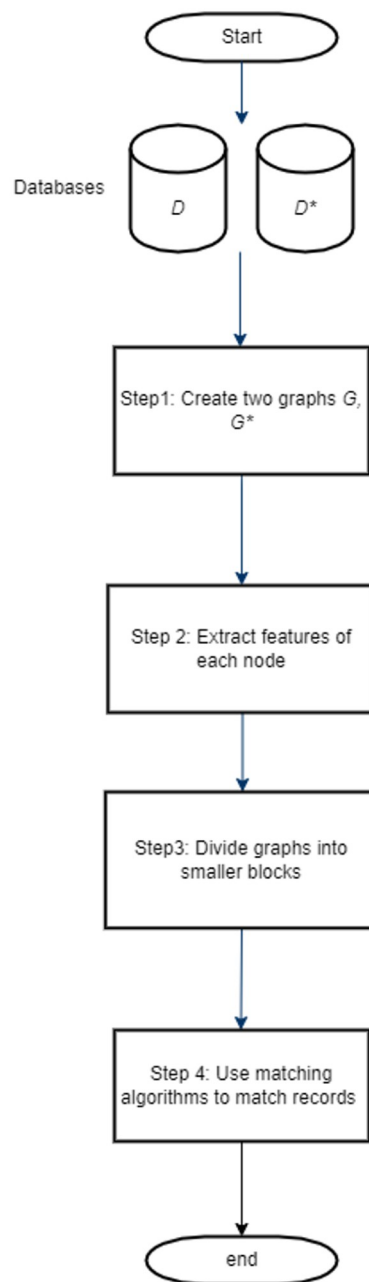 Start
Databases
D
D*
Step1: Create two graphs G,
G*
Step 2: Extract features of
each node
Step3: Divide graphs into
smaller blocks
Step 4: Use matching
algorithms to match records
end